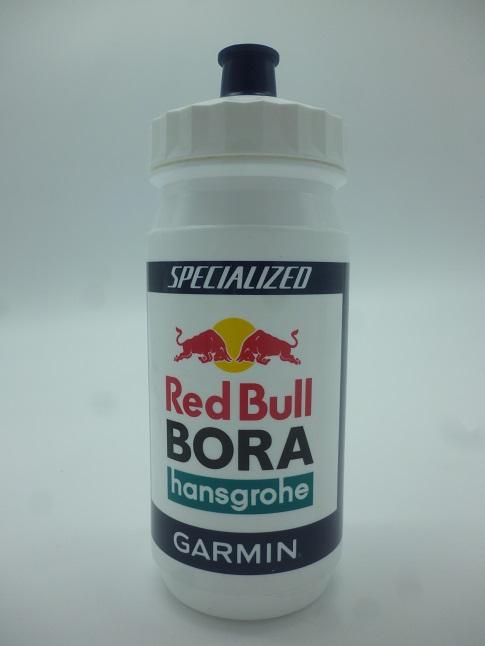 SPECIALIZED
Red Bull
BORA
hansgrohe
GARMIN